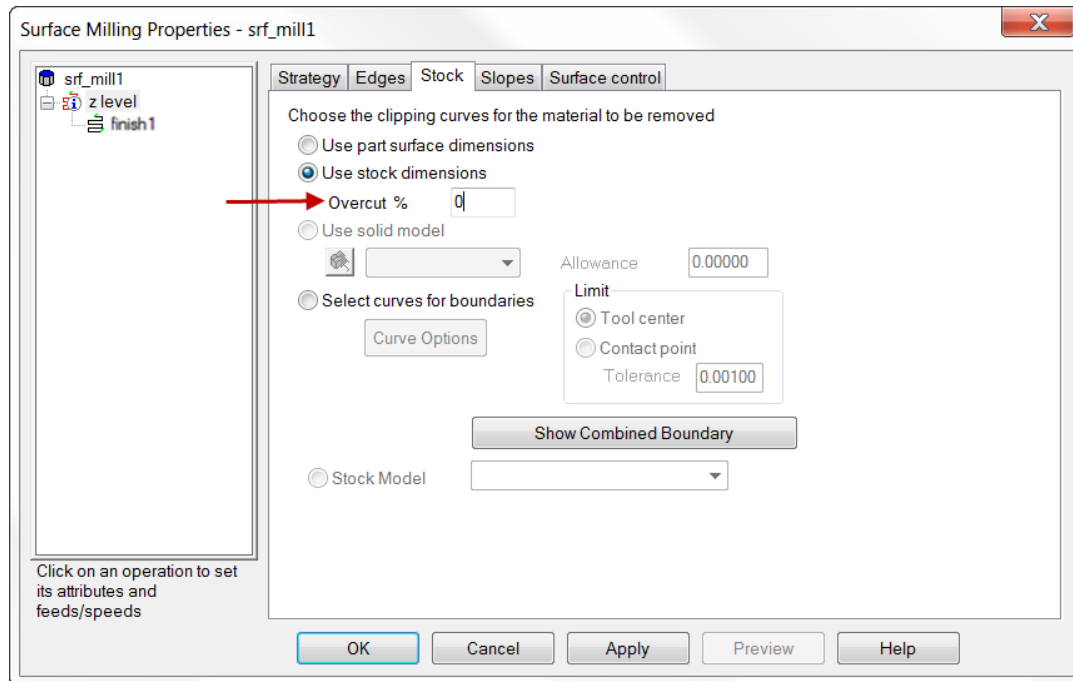 Surface Milling Properties - srf_mill1
X
srf_mill1
z level
finish1
Click on an operation to set
its attributes and
feeds/speeds
Strategy Edges Stock Slopes Surface control
Choose the clipping curves for the material to be removed
Use part surface dimensions
Use stock dimensions
Overcut % 0
Use solid model
Allowance 0.00000
Select curves for boundaries
Curve Options
Limit
Tool center
Contact point
Tolerance 0.00100
Show Combined Boundary
Stock Model
OK Cancel Apply Preview Help